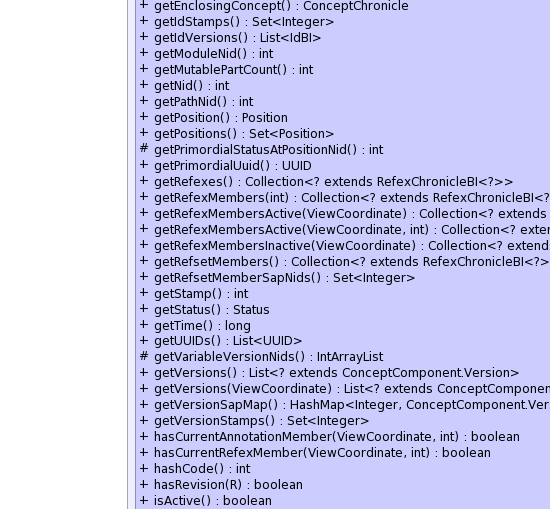 + getEnclosingConcept() : ConceptChronicle
+ getIdStamps() : Set<Integer>
+ getIdVersions() : List<IdBI>
+ getModuleNid() : int
+ getMutablePartCount() : int
+ getNid() : int
+ getPathNid() : int
+ getPosition() : Position
+ getPositions() : Set<Position>
# getPrimordialStatusAtPositionNid() : int
+ getPrimordialUuid() : UUID
+ getRefexes() : Collection<? extends RefexChronicleBI<?>>
+ getRefexMembers(int) : Collection<? extends RefexChronicleBI<?
+ getRefexMembersActive(ViewCoordinate) : Collection<? extends
+ getRefexMembersActive(ViewCoordinate, int) : Collection<? exte
+ getRefexMembersInactive(ViewCoordinate) : Collection<? extends
+ getRefsetMembers() : Collection<? extends RefexChronicleBI<?>
+ getRefsetMemberSapNids() : Set<Integer>
+ getStamp() : int
+ getStatus() : Status
+ getTime() : long
+ getUUIDs() : List<UUID>
# getVariableVersionNids() : IntArrayList
+ getVersions() : List<? extends ConceptComponent.Version>
+ getVersions(ViewCoordinate) : List<? extends ConceptComponen
+ getVersionSapMap() : HashMap<Integer, ConceptComponent.Ver
+ getVersionStamps() : Set<Integer>
+ hasCurrentAnnotationMember(ViewCoordinate, int) : boolean
+ hasCurrentRefexMember(ViewCoordinate, int) : boolean
+ hashCode() : int
+ hasRevision(R) : boolean
+ isActive() : boolean